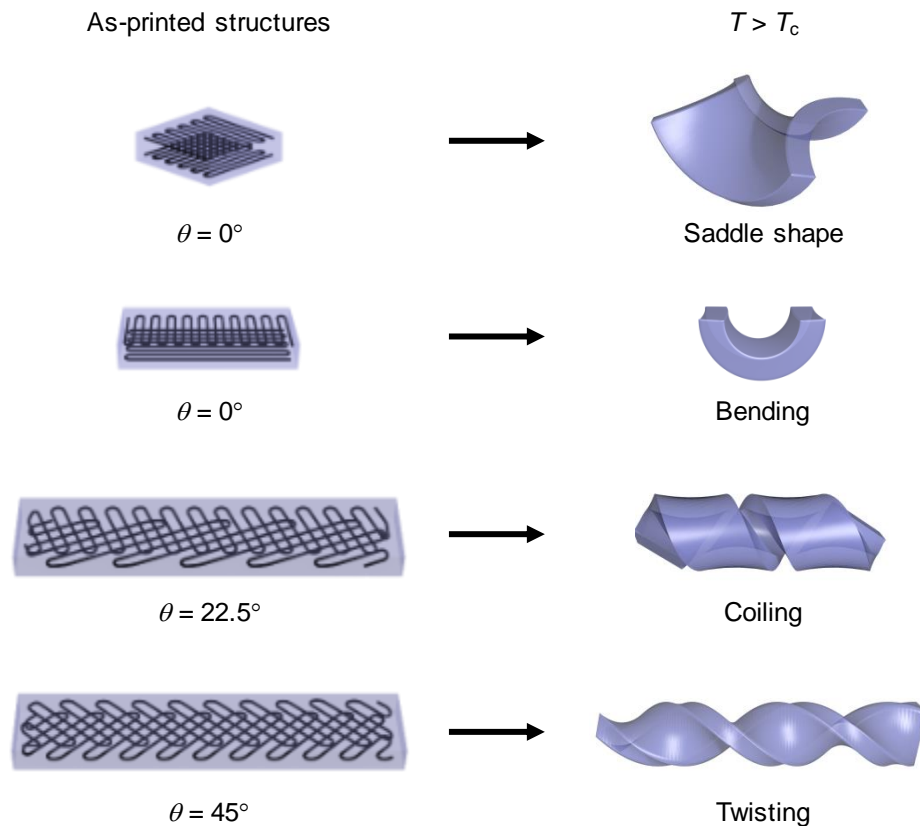 As-printed structures
T > Tc
θ = 0°
Saddle shape
θ = 0°
Bending
θ = 22.5°
Coiling
θ = 45°
Twisting